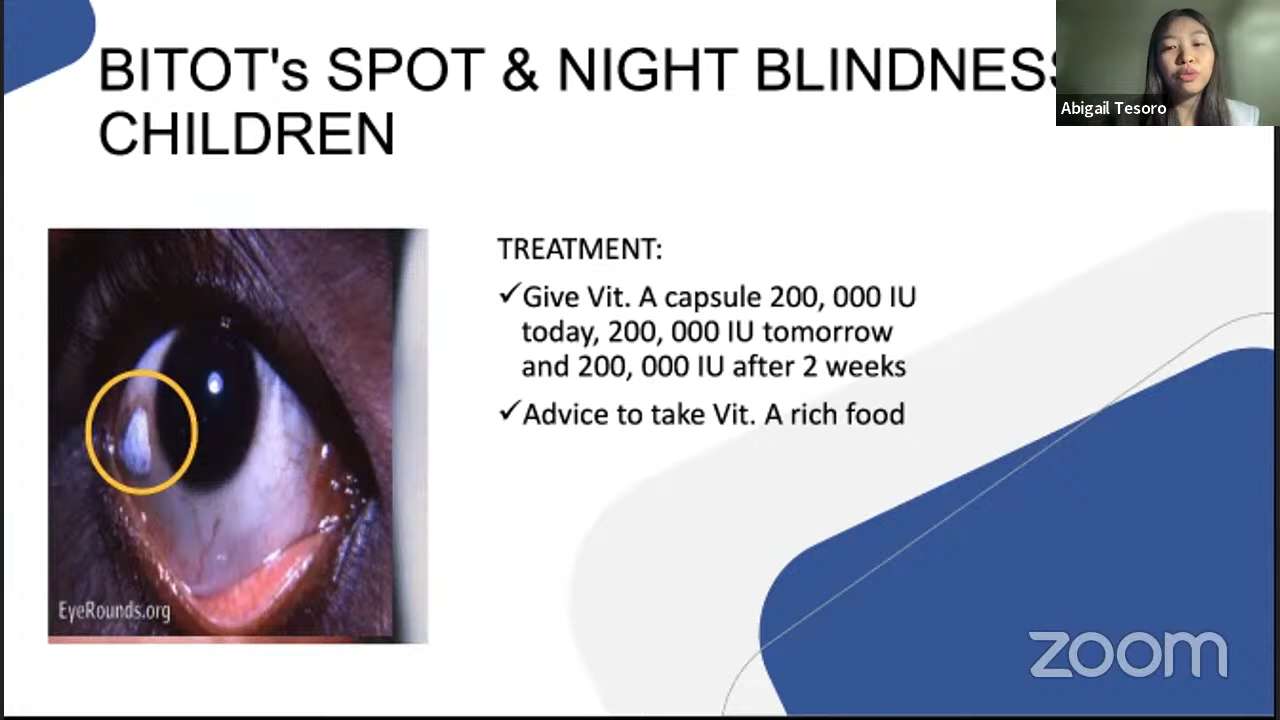 BITOT's SPOT & NIGHT BLINDNESS
CHILDREN
Abigail Tesoro
TREATMENT:
✓Give Vit. A capsule 200, 000 IU
today, 200, 000 IU tomorrow
and 200, 000 IU after 2 weeks
✓Advice to take Vit. A rich food
EyeRounds.org
zoom